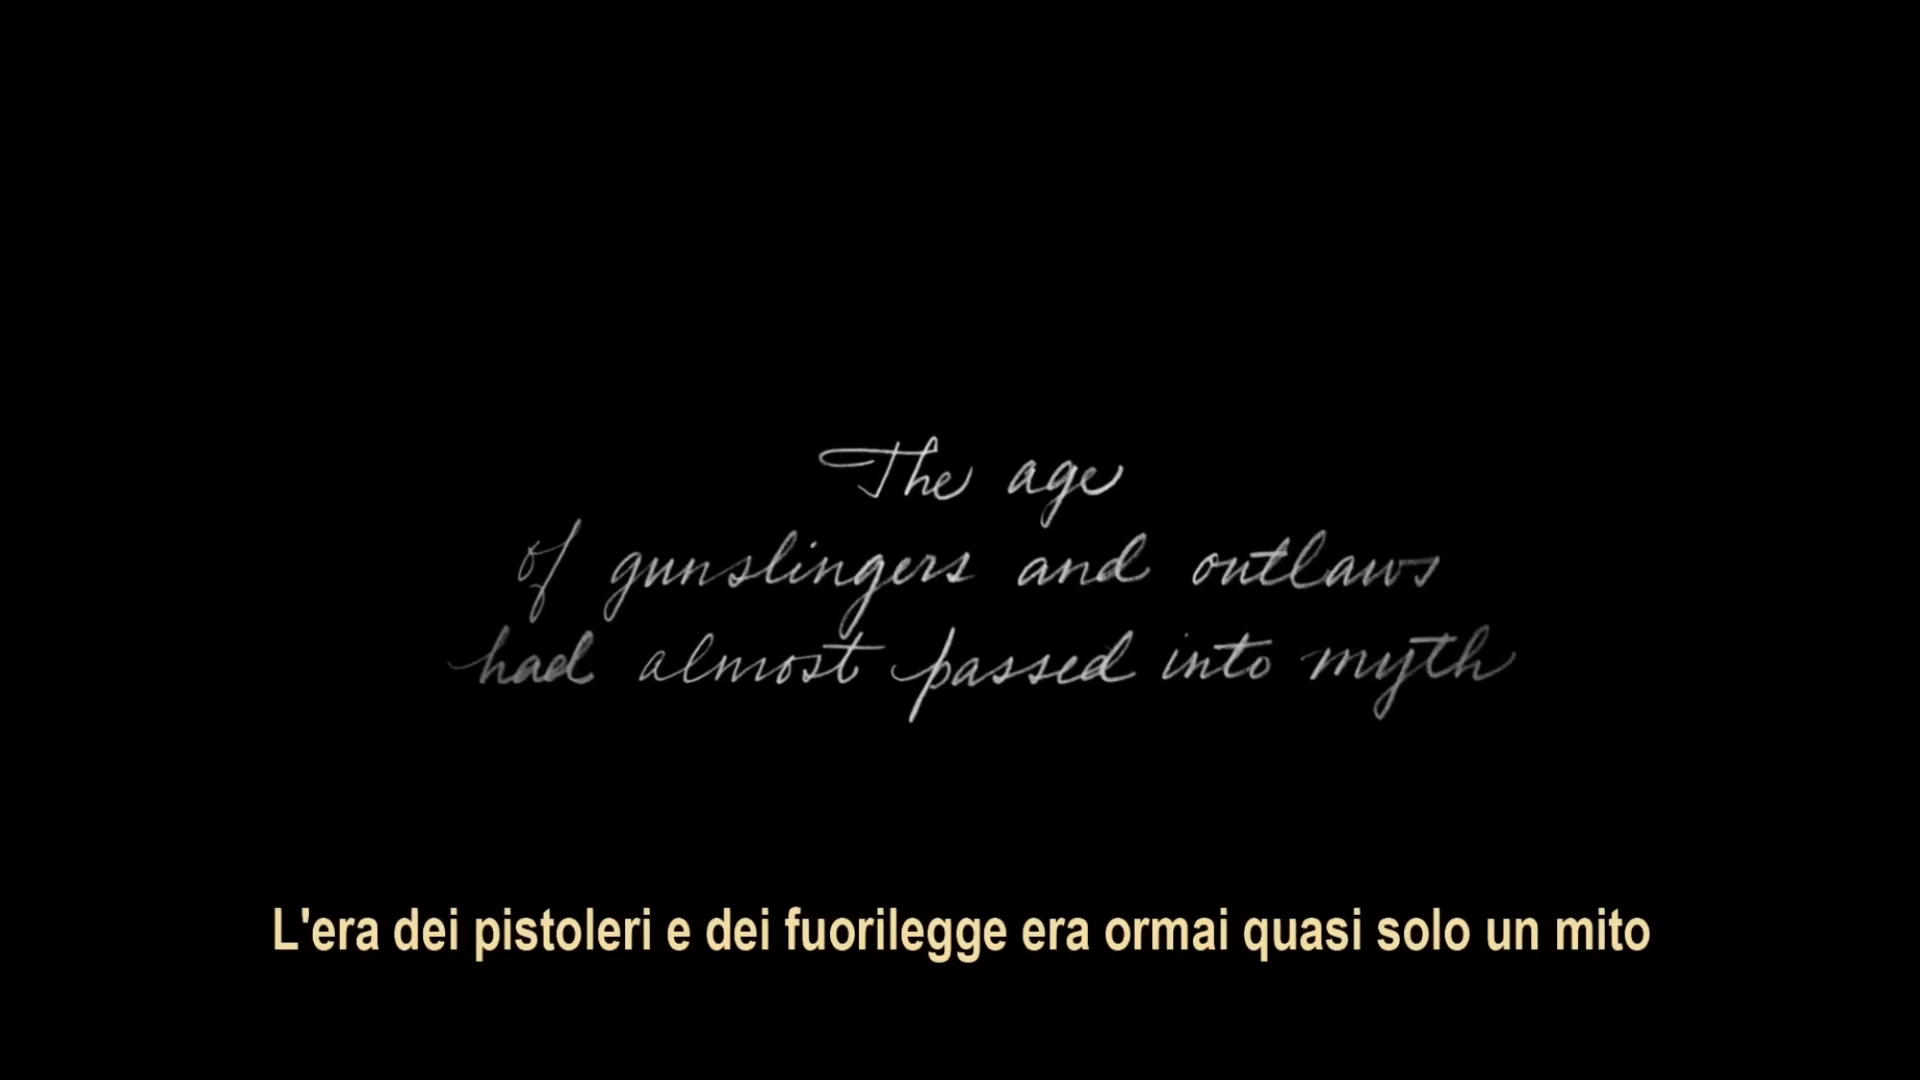 The age
of gunslingers and outlaws
had almost passed into myth
L'era dei pistoleri e dei fuorilegge era ormai quasi solo un mito